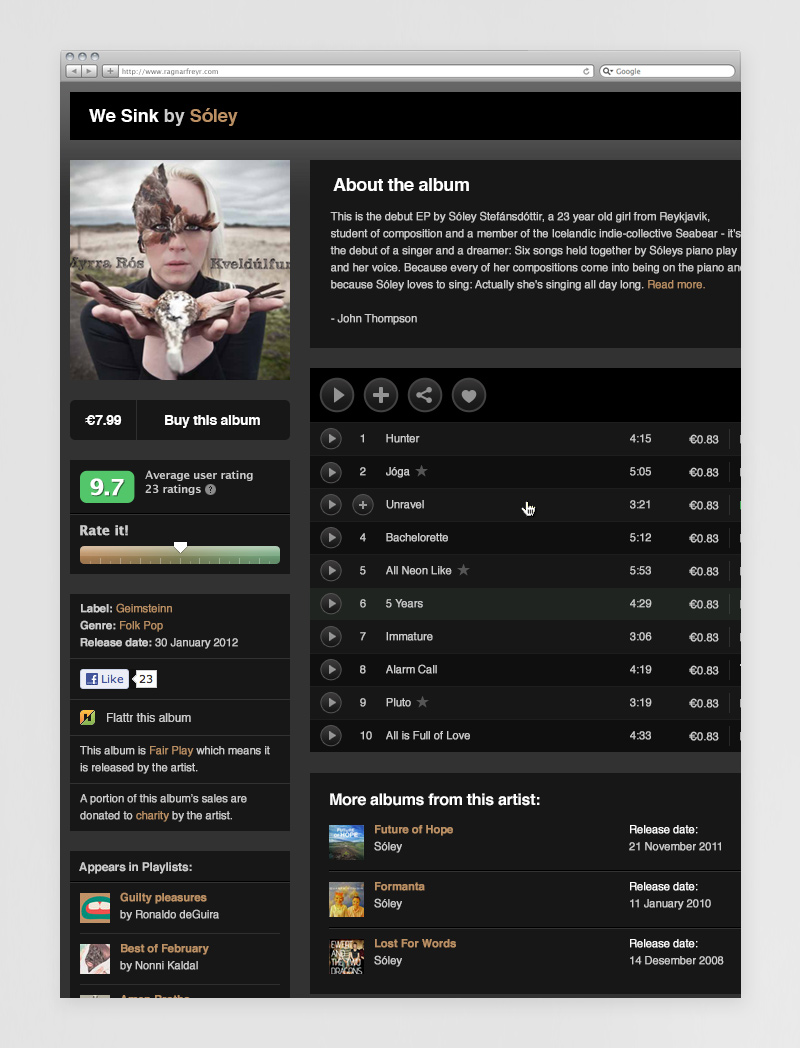 http://www.ragnarfreyr.com
Google
We Sink by Sóley
Myrra Rós
Kveldúlfur
€7.99
Buy this album
9.7
Average user rating
23 ratings ?
Rate it!
Label: Geimsteinn
Genre: Folk Pop
Release date: 30 January 2012
Like
23
Flattr this album
This album is Fair Play which means it
is released by the artist.
A portion of this album's sales are
donated to charity by the artist.
Appears in Playlists:
Guilty pleasures
by Ronaldo deGuira
Best of February
by Nonni Kaldal
About the album
This is the debut EP by Sóley Stefánsdóttir, a 23 year old girl from Reykjavik,
student of composition and a member of the Icelandic indie-collective Seabear - it's
the debut of a singer and a dreamer: Six songs held together by Sóleys piano play
and her voice. Because every of her compositions come into being on the piano and
because Sóley loves to sing: Actually she's singing all day long. Read more.
- John Thompson
1 Hunter 4:15 €0.83
2 Jóga 5:05 €0.83
Unravel 3:21 €0.83
4 Bachelorette 5:12 €0.83
5 All Neon Like 5:53 €0.83
6 5 Years 4:29 €0.83
7 Immature 3:06 €0.83
8 Alarm Call 4:19 €0.83
9 Pluto 3:19 €0.83
10 All is Full of Love 4:33 €0.83
More albums from this artist:
Future of Hope
Sóley
Release date:
21 November 2011
Formanta
Sóley
Release date:
11 January 2010
Lost For Words
Sóley
Release date:
14 Desember 2008